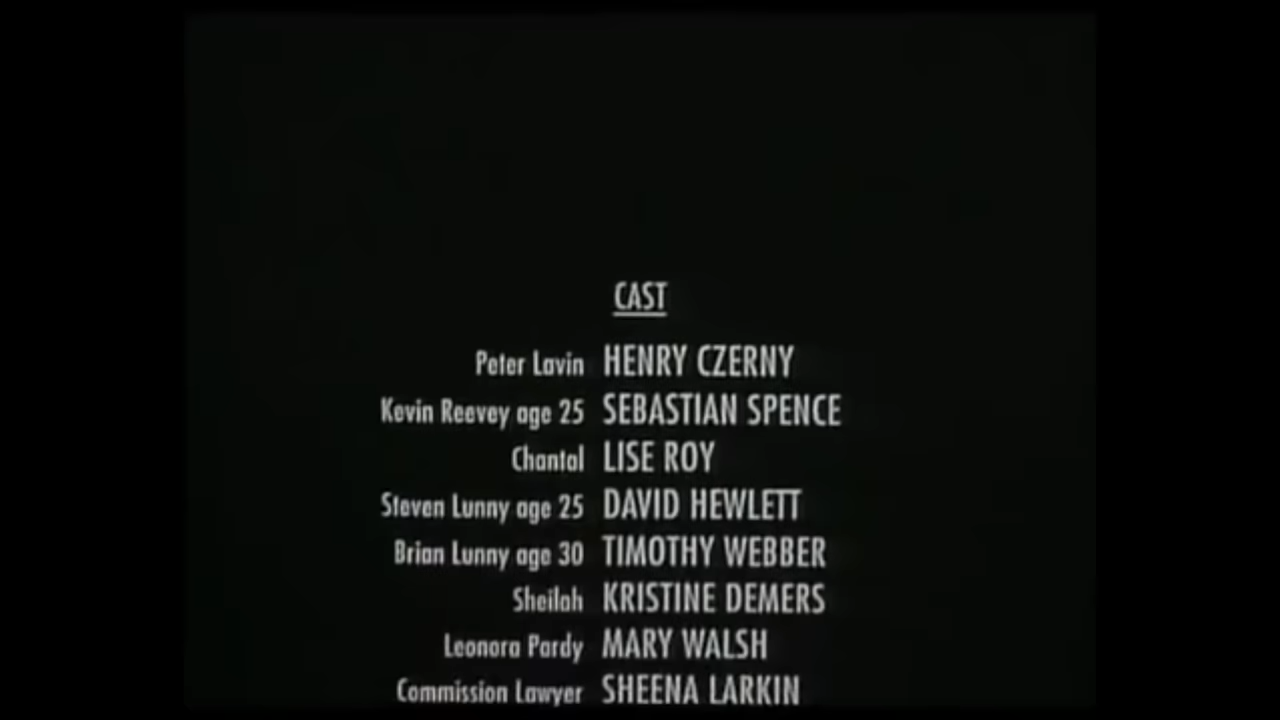 CAST
Peter Lavin HENRY CZERNY
Kevin Reevey age 25 SEBASTIAN SPENCE
Chantal LISE ROY
Steven Lunny age 25 DAVID HEWLETT
Brian Lunny age 30 TIMOTHY WEBBER
Sheilah KRISTINE DEMERS
Leonora Pardy MARY WALSH
Commission Lawyer SHEENA LARKIN